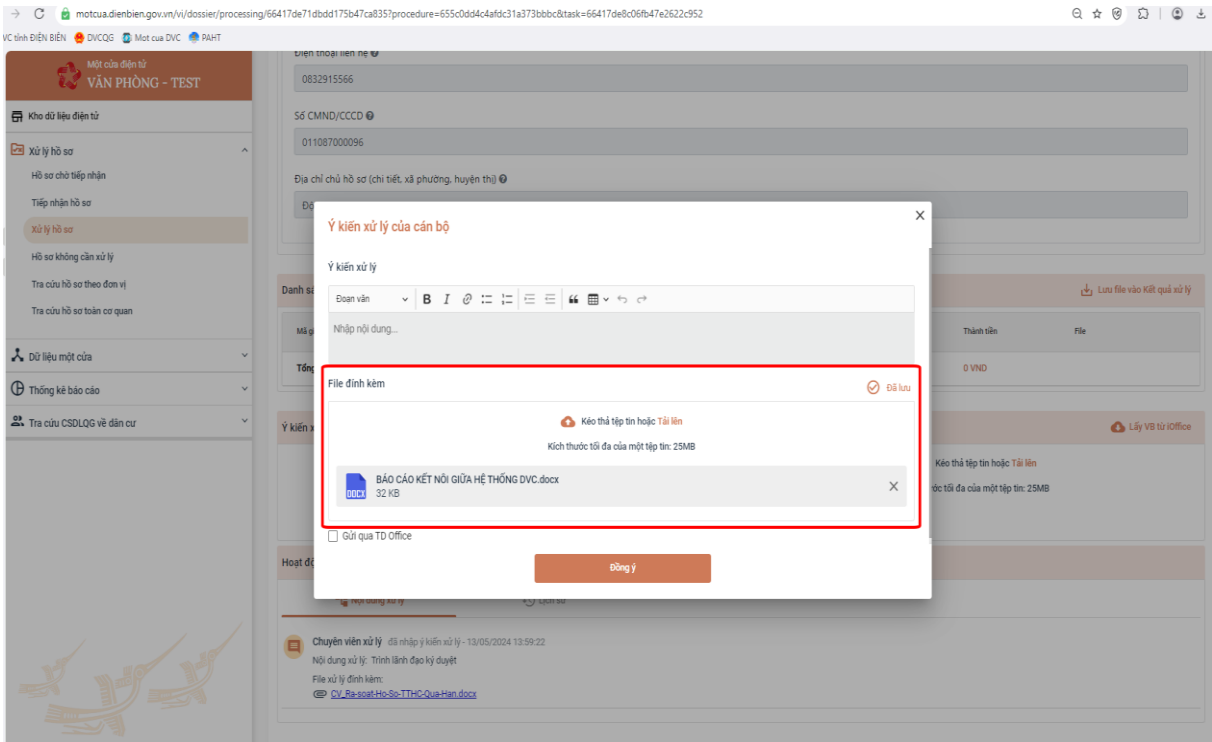 motcua.dienbien.gov.vn/vi/dossier/processing/66417de71dbdd175b47ca835?procedure=655c0dd4c4afdc31a373bbbc&task=66417de8c06fb47e2622c952
VC tỉnh ĐIỆN BIÊN DVCQG Mot cua DVC PAHT
Một cửa điện tử
VĂN PHÒNG - TEST
Kho dữ liệu điện tử
Xử lý hồ sơ
Hồ sơ chờ tiếp nhận
Tiếp nhận hồ sơ
Xử lý hồ sơ
Hồ sơ không cần xử lý
Tra cứu hồ sơ theo đơn vị
Tra cứu hồ sơ toàn cơ quan
Dữ liệu một cửa
Thống kê báo cáo
Tra cứu CSDLQG về dân cư
Điện thoại liên hệ
0832915566
Số CMND/CCCD
011087000096
Địa chỉ chủ hồ sơ (chi tiết, xã phường, huyện thị)
Danh sá
Lưu file vào Kết quả xử lý
Mã g
Thành tiền
File
Tổng
0 VND
Ý kiến x
Lấy VB từ iOffice
Kéo thả tệp tin hoặc Tải lên
ớc tối đa của một tệp tin: 25MB
Ý kiến xử lý của cán bộ
Ý kiến xử lý
Đoạn văn
B I
Nhập nội dung...
File đính kèm
Đã lưu
Kéo thả tệp tin hoặc Tải lên
Kích thước tối đa của một tệp tin: 25MB
DOCX
BÁO CÁO KẾT NỐI GIỮA HỆ THỐNG DVC.docx
32 KB
Gửi qua TD Office
Đồng ý
Hoạt độ
Nội dung xử lý
Lịch sử
Chuyên viên xử lý đã nhập ý kiến xử lý - 13/05/2024 13:59:22
Nội dung xử lý: Trình lãnh đạo ký duyệt
File xử lý đính kèm:
CV_Ra-soat-Ho-So-TTHC-Qua-Han.docx